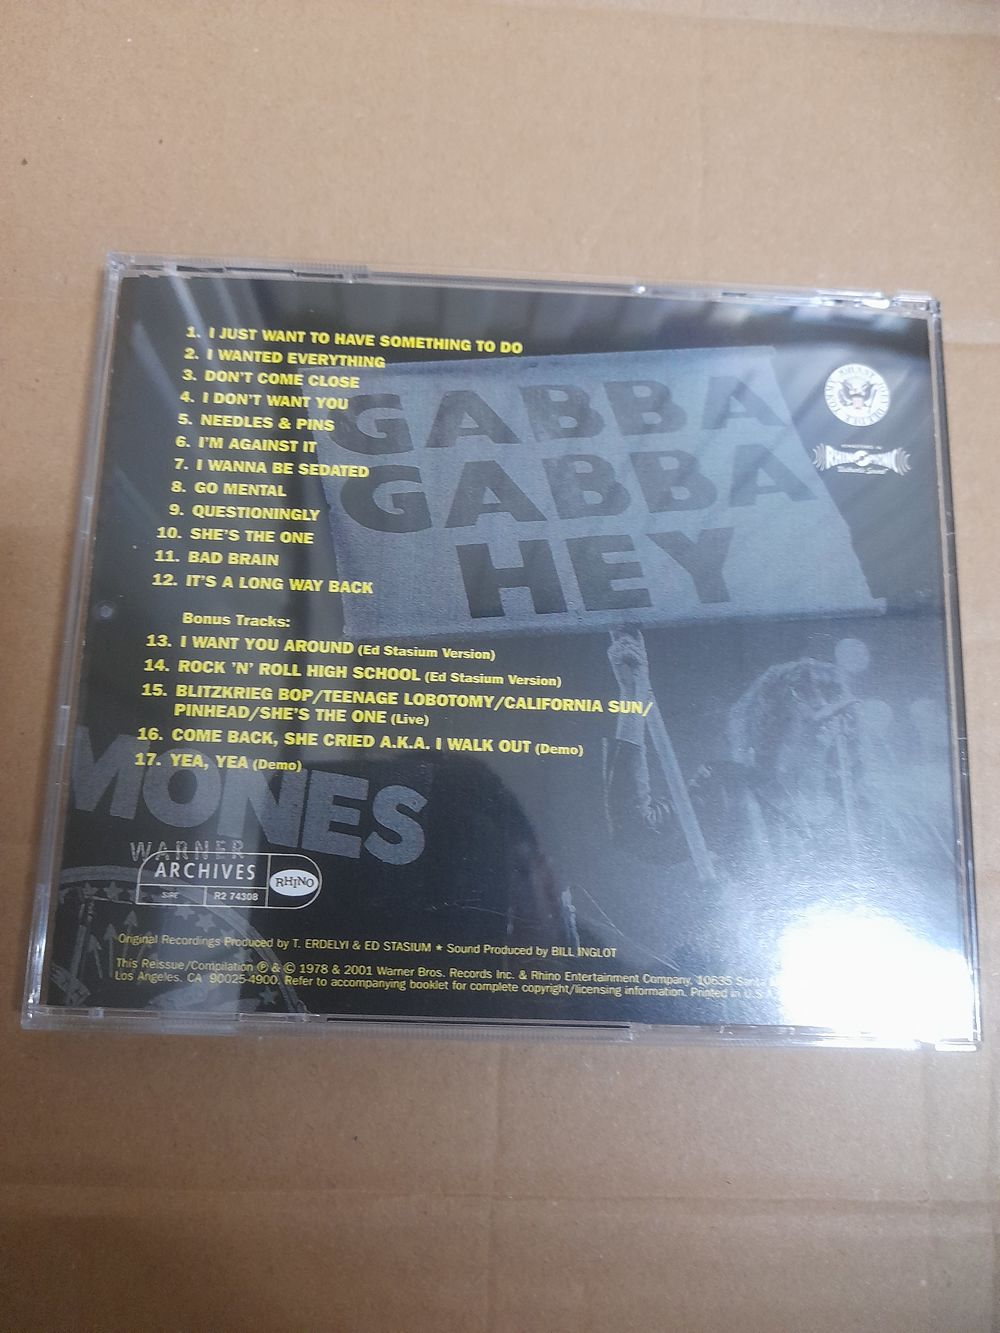 1. I JUST WANT TO HAVE SOMETHING TO DO
2. I WANTED EVERYTHING
3. DON'T COME CLOSE
4. I DON'T WANT YOU
5. NEEDLES & PINS
6. I'M AGAINST IT
7. I WANNA BE SEDATED
8. GO MENTAL
9. QUESTIONINGLY
10. SHE'S THE ONE
11. BAD BRAIN
12. IT'S A LONG WAY BACK
Bonus Tracks:
13. I WANT YOU AROUND (Ed Stasium Version)
14. ROCK 'N' ROLL HIGH SCHOOL (Ed Stasium Version)
15. BLITZKRIEG BOP/TEENAGE LOBOTOMY/CALIFORNIA SUN/
PINHEAD/SHE'S THE ONE (Live)
16. COME BACK, SHE CRIED A.K.A. I WALK OUT (Demo)
17. YEA, YEA (Demo)
GABBA
GABBA
HEY
RHINOPHONIC
Authentic Sound
MONES
WARNER
ARCHIVES
RHINO
SIRE
R2 74308
Original Recordings Produced by T. ERDELYI & ED STASIUM ★ Sound Produced by BILL INGLOT
This Reissue/Compilation ℗ & © 1978 & 2001 Warner Bros. Records Inc. & Rhino Entertainment Company, 10635 Santa
Los Angeles, CA 90025-4900. Refer to accompanying booklet for complete copyright/licensing information. Printed in U.S.A.